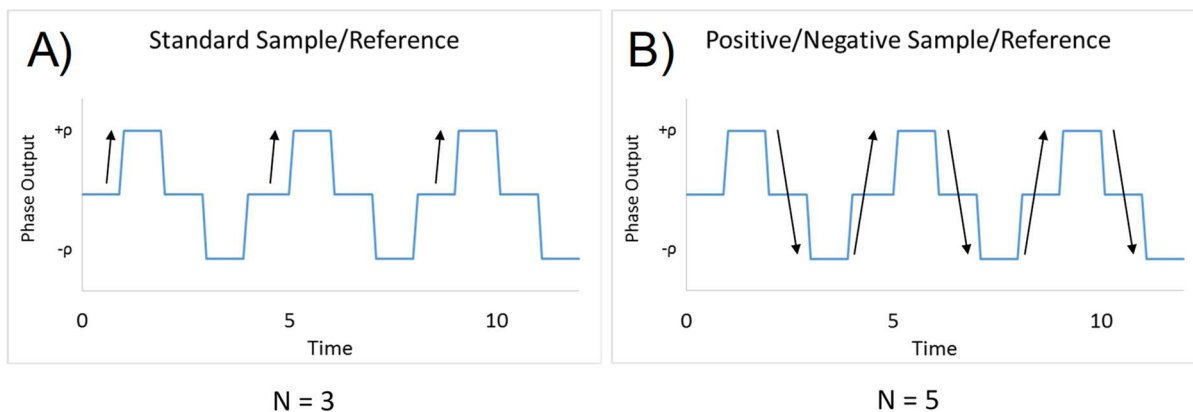 A)
Standard Sample/Reference
Phase Output
+ρ
-ρ
0 5 10
Time
N = 3
B)
Positive/Negative Sample/Reference
Phase Output
+ρ
-ρ
0 5 10
Time
N = 5